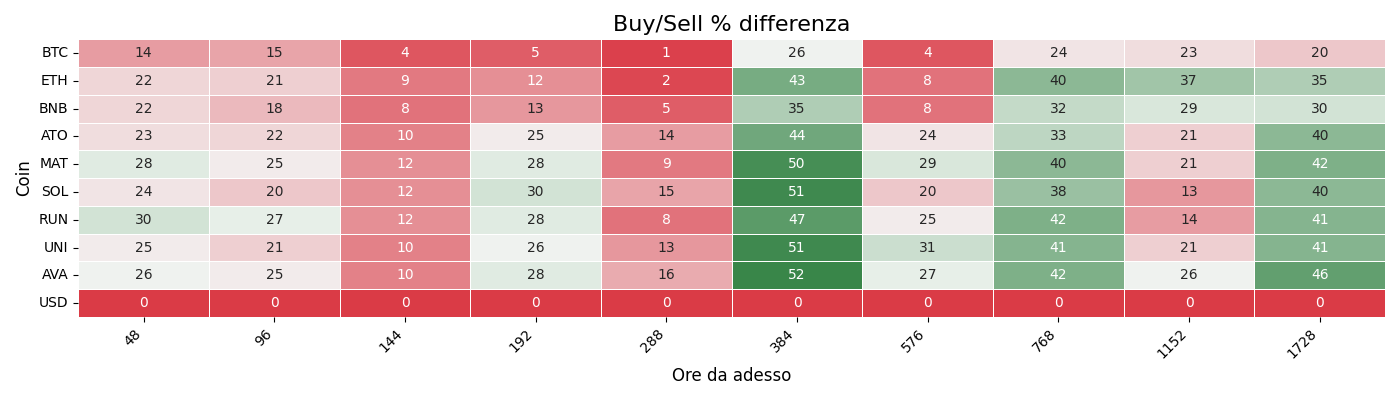 Buy/Sell % differenza
BTC 14 15 4 5 1 26 4 24 23 20
ETH 22 21 9 12 2 43 8 40 37 35
BNB 22 18 8 13 5 35 8 32 29 30
ATO 23 22 10 25 14 44 24 33 21 40
MAT 28 25 12 28 9 50 29 40 21 42
SOL 24 20 12 30 15 51 20 38 13 40
RUN 30 27 12 28 8 47 25 42 14 41
UNI 25 21 10 26 13 51 31 41 21 41
AVA 26 25 10 28 16 52 27 42 26 46
USD 0 0 0 0 0 0 0 0 0 0
Coin
48 96 144 192 288 384 576 768 1152 1728
Ore da adesso